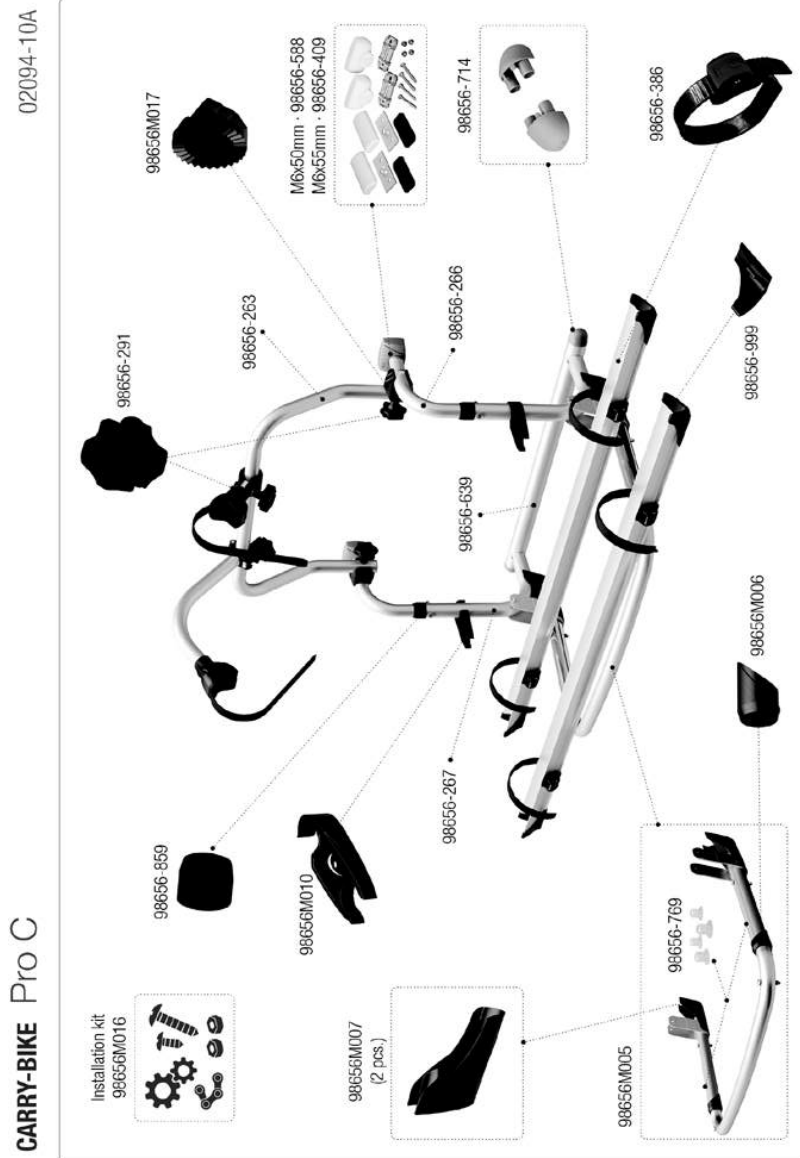 CARRY-BIKE Pro C
02094-10A
Installation kit
98656M016
98656-859
98656-291
98656M017
98656M010
98656-263
M6x50mm · 98656-588
M6x55mm · 98656-409
98656M007
(2 pcs.)
98656-267
98656-639
98656-266
98656-714
98656M005
98656-769
98656M006
98656-999
98656-386